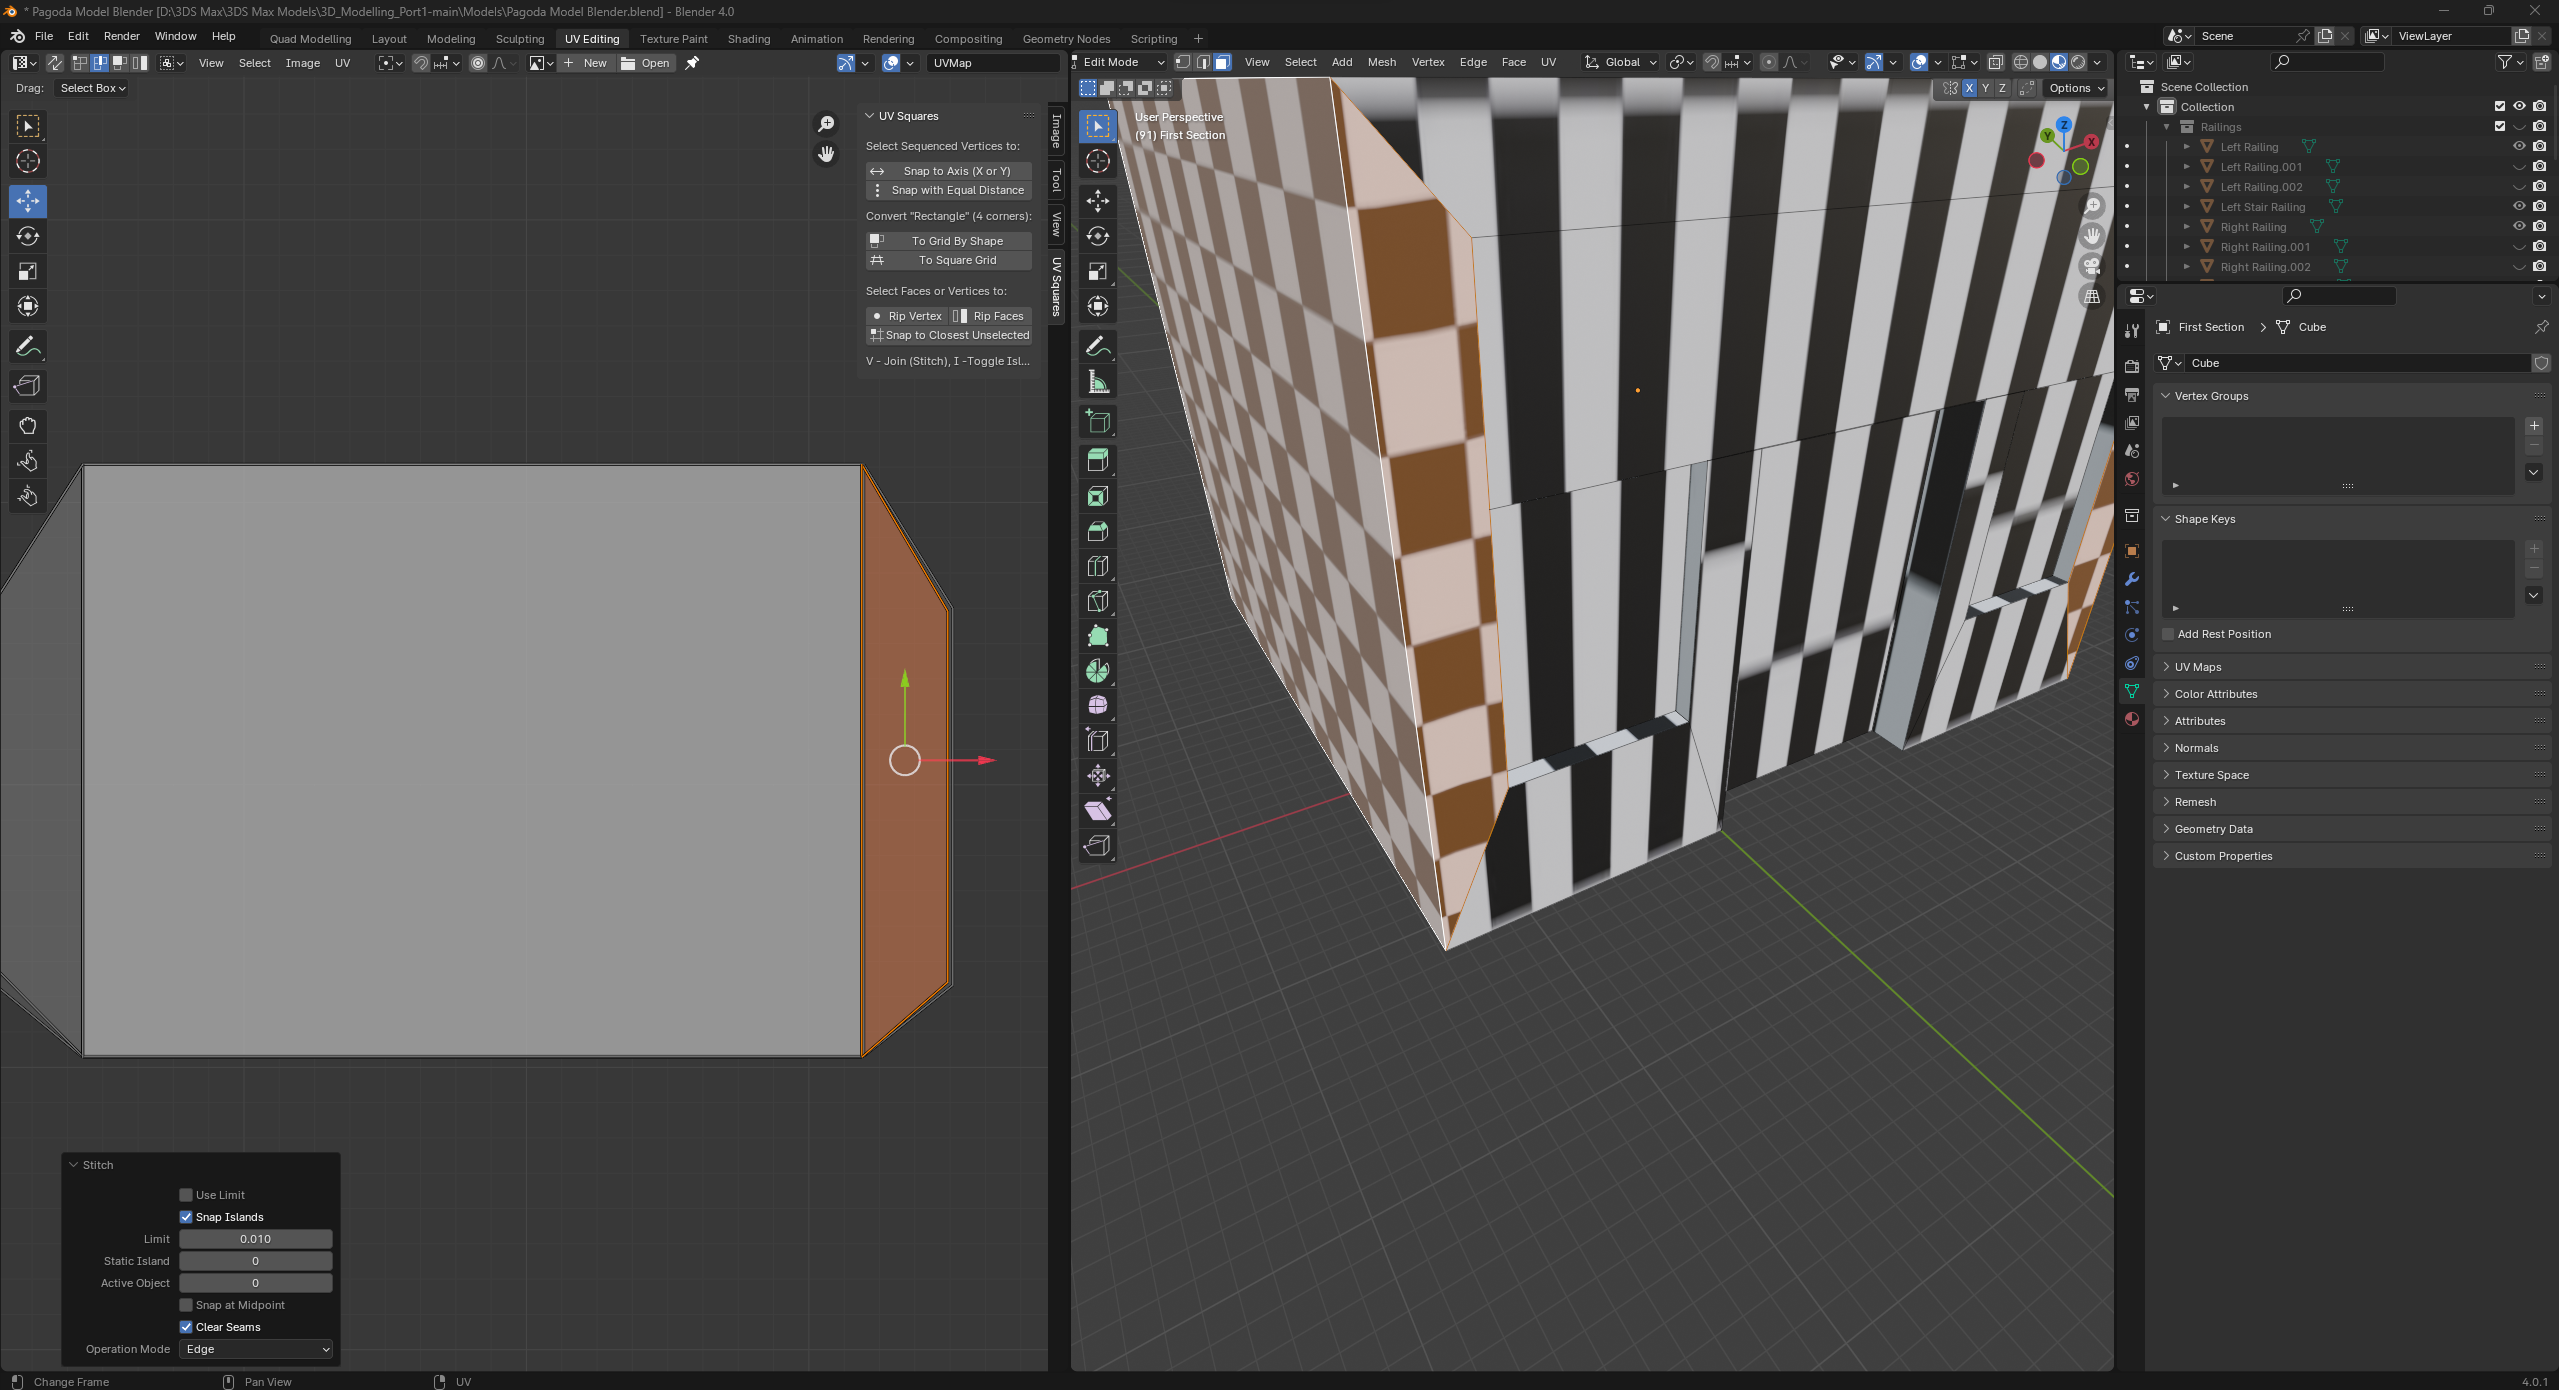 * Pagoda Model Blender [D:\3DS Max\3DS Max Models\3D_Modelling_Port1-main\Models\Pagoda Model Blender.blend] - Blender 4.0
File Edit Render Window Help Quad Modelling Layout Modeling Sculpting UV Editing Texture Paint Shading Animation Rendering Compositing Geometry Nodes Scripting + Scene ViewLayer
View Select Image UV New Open UVMap
Edit Mode View Select Add Mesh Vertex Edge Face UV Global
Drag: Select Box
X Y Z Options
Scene Collection
Collection
Railings
Left Railing
Left Railing.001
Left Railing.002
Left Stair Railing
Right Railing
Right Railing.001
Right Railing.002
UV Squares
Select Sequenced Vertices to:
Snap to Axis (X or Y)
Snap with Equal Distance
Convert "Rectangle" (4 corners):
To Grid By Shape
To Square Grid
Select Faces or Vertices to:
Rip Vertex Rip Faces
Snap to Closest Unselected
V - Join (Stitch), I -Toggle Isl...
Image
Tool
View
UV Squares
User Perspective
(91) First Section
Z
Y
X
First Section > Cube
Cube
Vertex Groups
Shape Keys
Add Rest Position
UV Maps
Color Attributes
Attributes
Normals
Texture Space
Remesh
Geometry Data
Custom Properties
Stitch
Use Limit
Snap Islands
Limit 0.010
Static Island 0
Active Object 0
Snap at Midpoint
Clear Seams
Operation Mode Edge
Change Frame Pan View UV 4.0.1